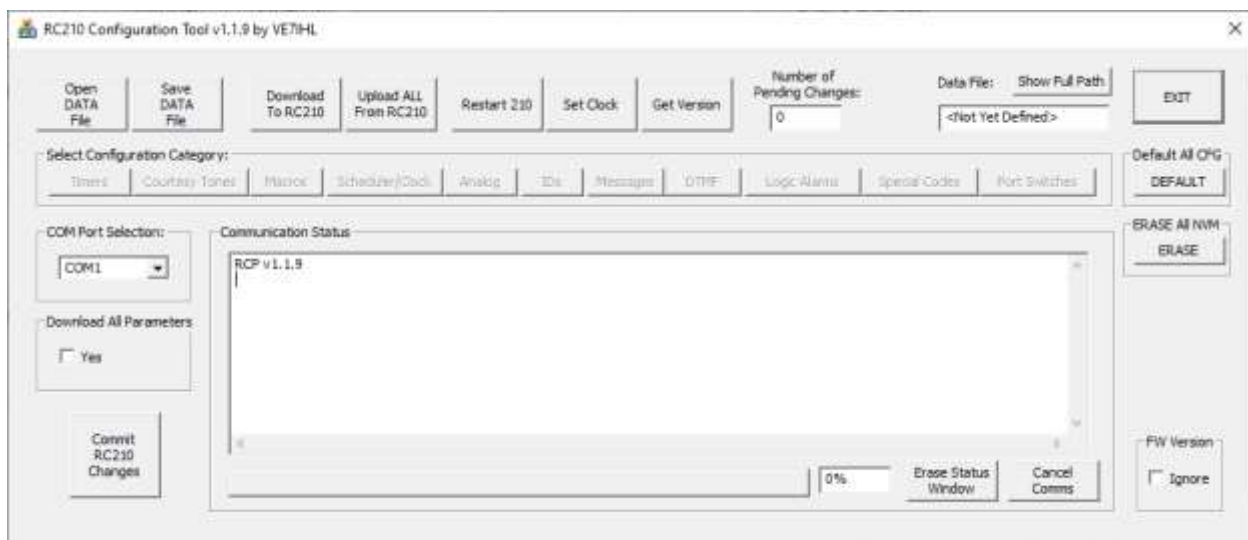 RC210 Configuration Tool v1.1.9 by VE7IHL
Open
DATA
File
Save
DATA
File
Download
To RC210
Upload ALL
From RC210
Restart 210
Set Clock
Get Version
Number of
Pending Changes:
0
Data File:
Show Full Path
<Not Yet Defined>
EXIT
Select Configuration Category:
Timers
Courtesy Tones
Macros
Scheduler/Clock
Analog
IDs
Messages
DTMF
Logic Alarms
Special Codes
Port Switches
Default All CFG
DEFAULT
COM Port Selection:
COM1
Communication Status
RCP v1.1.9
ERASE All NVM
ERASE
Download All Parameters
Yes
Commit
RC210
Changes
0%
Erase Status
Window
Cancel
Comms
FW Version
Ignore